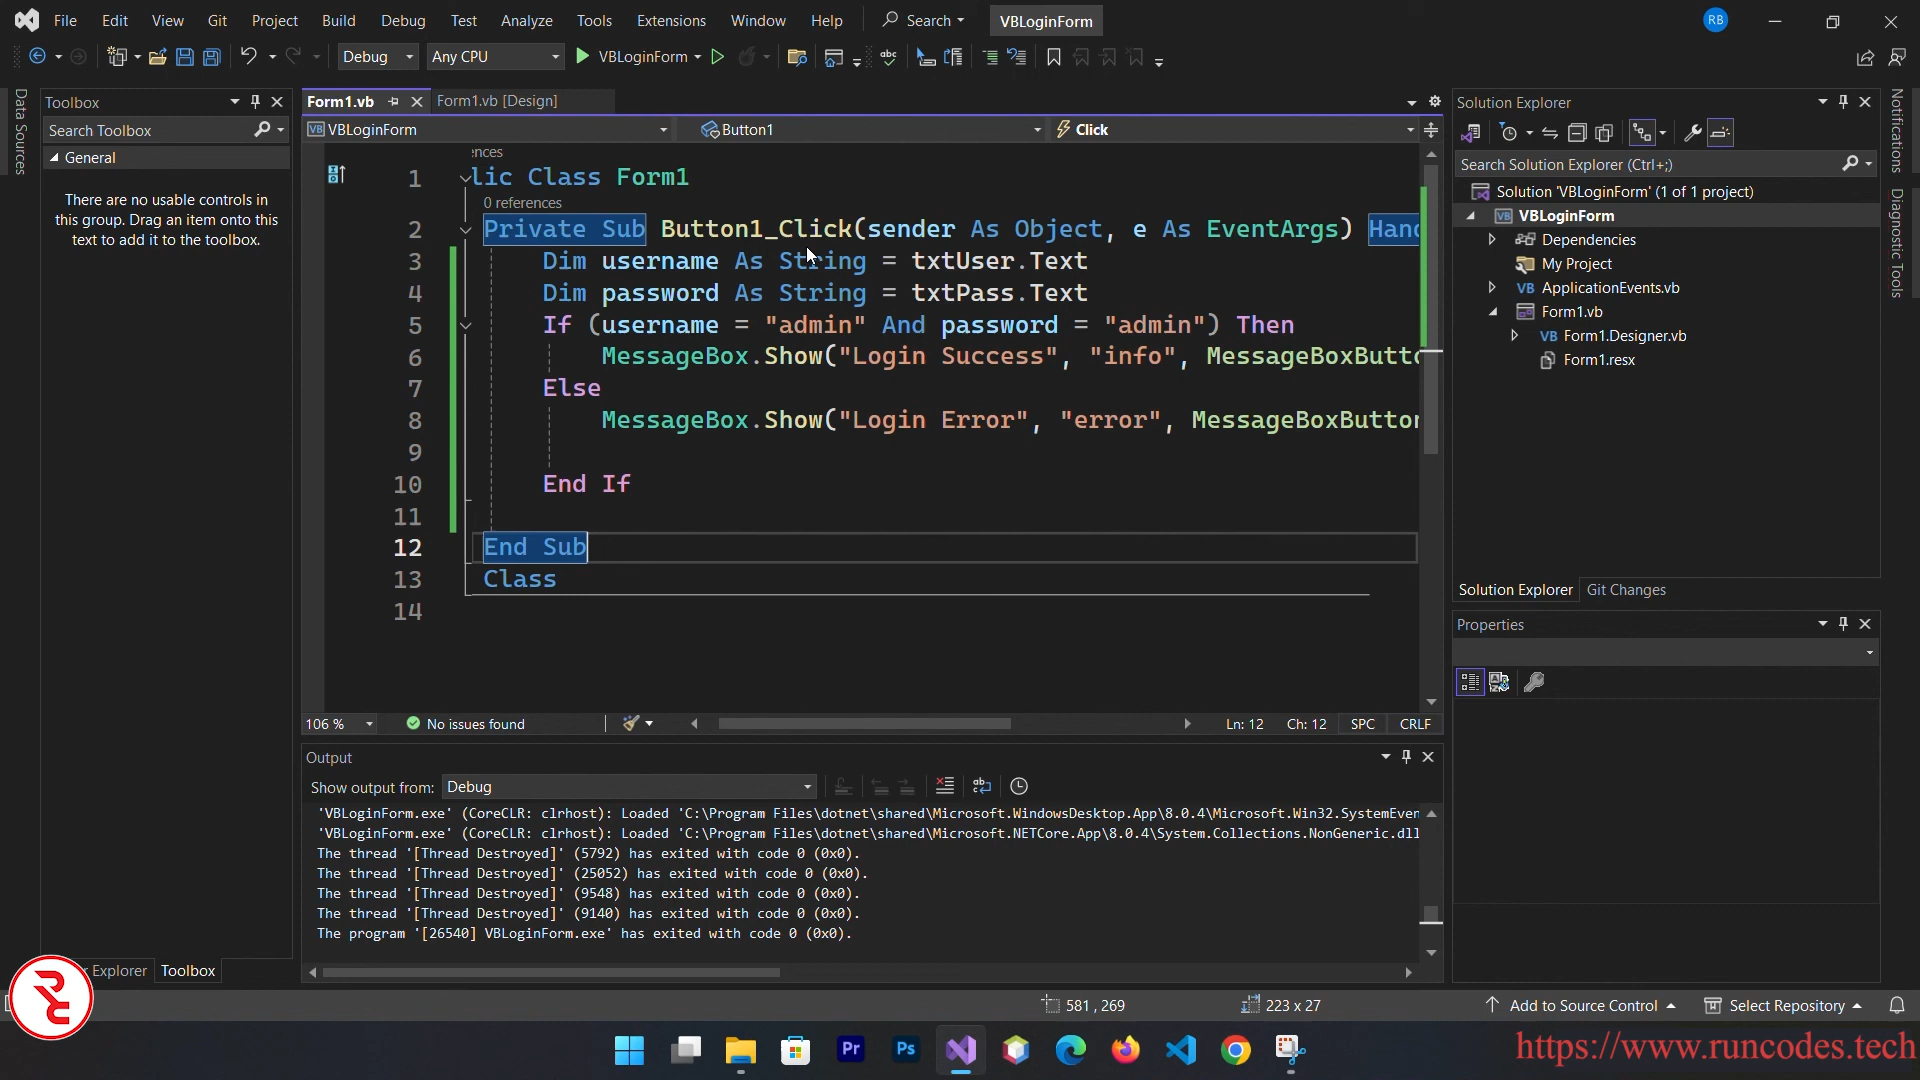 File Edit View Git Project Build Debug Test Analyze Tools Extensions Window Help Search VBLoginForm RB
Debug Any CPU VBLoginForm
Data Sources
Toolbox
Search Toolbox
General
There are no usable controls in
this group. Drag an item onto this
text to add it to the toolbox.
Explorer Toolbox
Form1.vb Form1.vb [Design]
VB VBLoginForm Button1 Click
ences
1 lic Class Form1
0 references
2 Private Sub Button1_Click(sender As Object, e As EventArgs) Hand
3 Dim username As String = txtUser.Text
4 Dim password As String = txtPass.Text
5 If (username = "admin" And password = "admin") Then
6 MessageBox.Show("Login Success", "info", MessageBoxButto
7 Else
8 MessageBox.Show("Login Error", "error", MessageBoxButton
9
10 End If
11
12 End Sub
13 Class
14
106 % No issues found Ln: 12 Ch: 12 SPC CRLF
Output
Show output from: Debug
'VBLoginForm.exe' (CoreCLR: clrhost): Loaded 'C:\Program Files\dotnet\shared\Microsoft.WindowsDesktop.App\8.0.4\Microsoft.Win32.SystemEven
'VBLoginForm.exe' (CoreCLR: clrhost): Loaded 'C:\Program Files\dotnet\shared\Microsoft.NETCore.App\8.0.4\System.Collections.NonGeneric.dll
The thread '[Thread Destroyed]' (5792) has exited with code 0 (0x0).
The thread '[Thread Destroyed]' (25052) has exited with code 0 (0x0).
The thread '[Thread Destroyed]' (9548) has exited with code 0 (0x0).
The thread '[Thread Destroyed]' (9140) has exited with code 0 (0x0).
The program '[26540] VBLoginForm.exe' has exited with code 0 (0x0).
Solution Explorer
Search Solution Explorer (Ctrl+;)
Solution 'VBLoginForm' (1 of 1 project)
VB VBLoginForm
Dependencies
My Project
VB ApplicationEvents.vb
Form1.vb
VB Form1.Designer.vb
Form1.resx
Solution Explorer Git Changes
Properties
Notifications
Diagnostic Tools
581 , 269 223 x 27 Add to Source Control Select Repository
Pr Ps
https://www.runcodes.tech